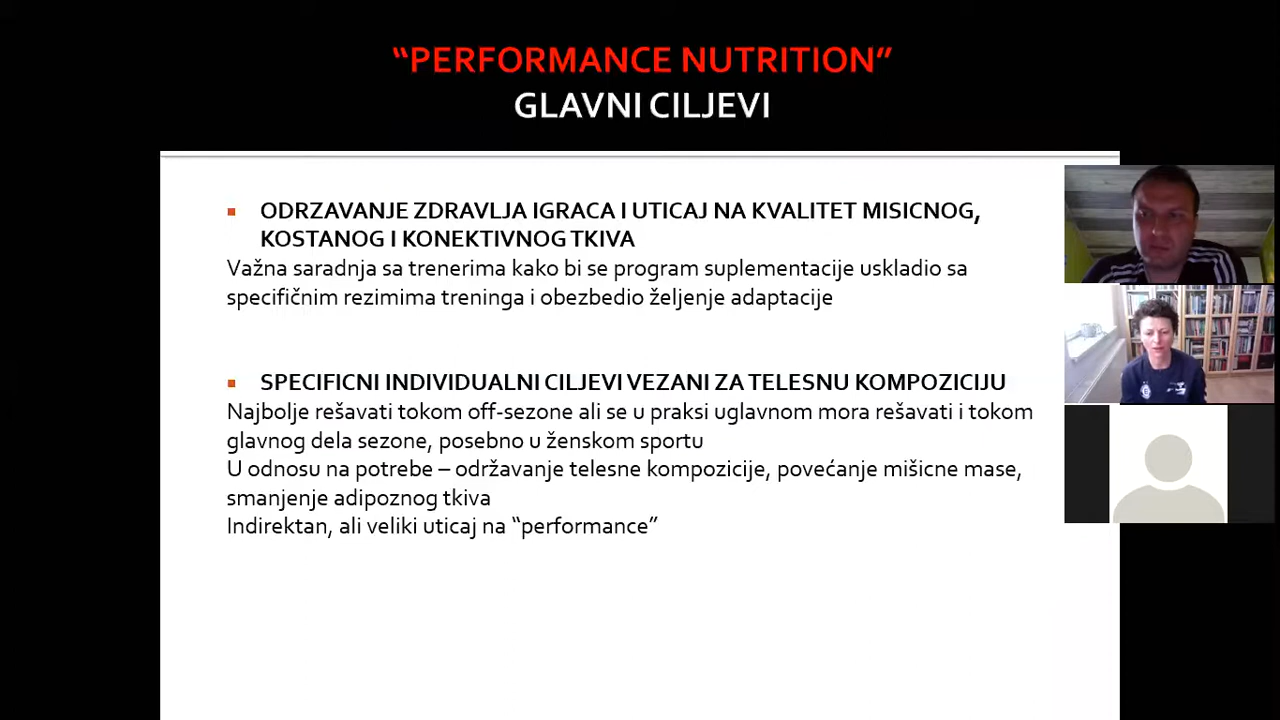 “PERFORMANCE NUTRITION”
GLAVNI CILJEVI
ODRZAVANJE ZDRAVLJA IGRACA I UTICAJ NA KVALITET MISICNOG,
KOSTANOG I KONEKTIVNOG TKIVA
Važna saradnja sa trenerima kako bi se program suplementacije uskladio sa
specifičnim rezimima treninga i obezbedio željenje adaptacije
SPECIFICNI INDIVIDUALNI CILJEVI VEZANI ZA TELESNU KOMPOZICIJU
Najbolje rešavati tokom off-sezone ali se u praksi uglavnom mora rešavati i tokom
glavnog dela sezone, posebno u ženskom sportu
U odnosu na potrebe – održavanje telesne kompozicije, povećanje mišicne mase,
smanjenje adipoznog tkiva
Indirektan, ali veliki uticaj na “performance”